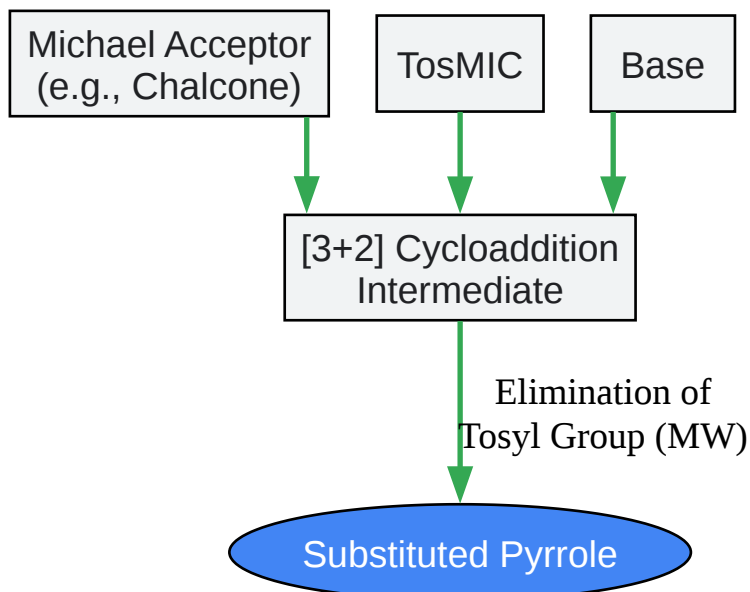 Michael Acceptor
(e.g., Chalcone)
TosMIC
Base
[3+2] Cycloaddition
Intermediate
Elimination of
Tosyl Group (MW)
Substituted Pyrrole